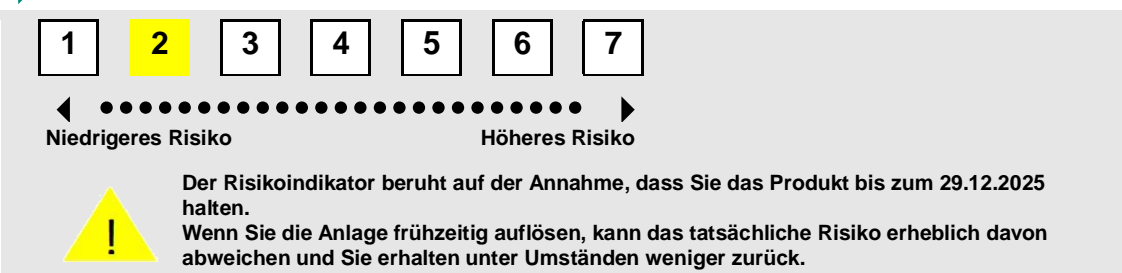 1 2 3 4 5 6 7
Niedrigeres Risiko Höheres Risiko
Der Risikoindikator beruht auf der Annahme, dass Sie das Produkt bis zum 29.12.2025
halten.
Wenn Sie die Anlage frühzeitig auflösen, kann das tatsächliche Risiko erheblich davon
abweichen und Sie erhalten unter Umständen weniger zurück.
!